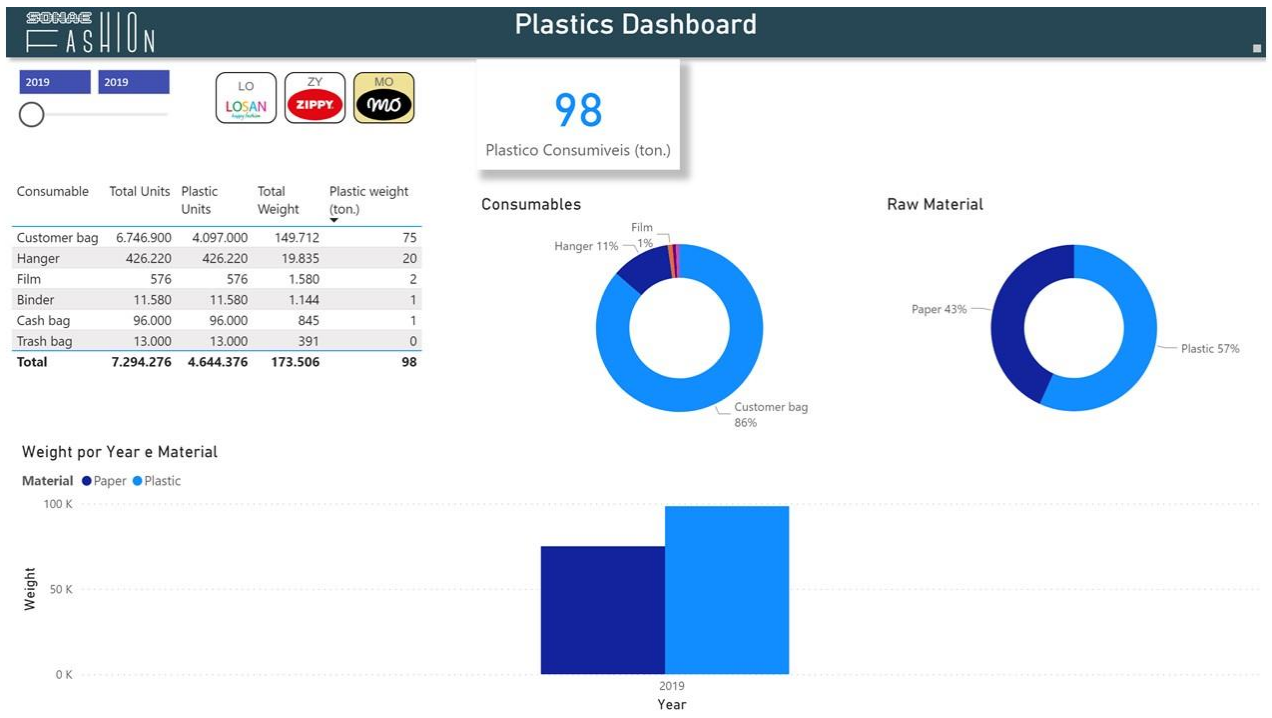 SONAE
FASHION
Plastics Dashboard
2019 2019
LO
LOSAN
happy fashion
ZY
ZIPPY
MO
mo
98
Plastico Consumiveis (ton.)
Consumable Total Units Plastic Units Total Weight Plastic weight (ton.)
Customer bag 6.746.900 4.097.000 149.712 75
Hanger 426.220 426.220 19.835 20
Film 576 576 1.580 2
Binder 11.580 11.580 1.144 1
Cash bag 96.000 96.000 845 1
Trash bag 13.000 13.000 391 0
Total 7.294.276 4.644.376 173.506 98
Consumables
Film
1%
Hanger 11%
Customer bag
86%
Raw Material
Paper 43%
Plastic 57%
Weight por Year e Material
Material Paper Plastic
100 K
50 K
0 K
Weight
2019
Year